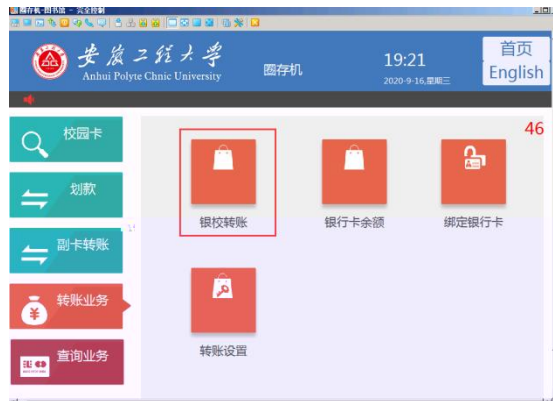 圈存机-图书馆 - 完全控制
安徽工程大学
Anhui Polyte Chnic University
圈存机
19:21
2020-9-16,星期三
首页
English
46
校园卡
划款
副卡转账
转账业务
查询业务
银校转账
银行卡余额
绑定银行卡
转账设置